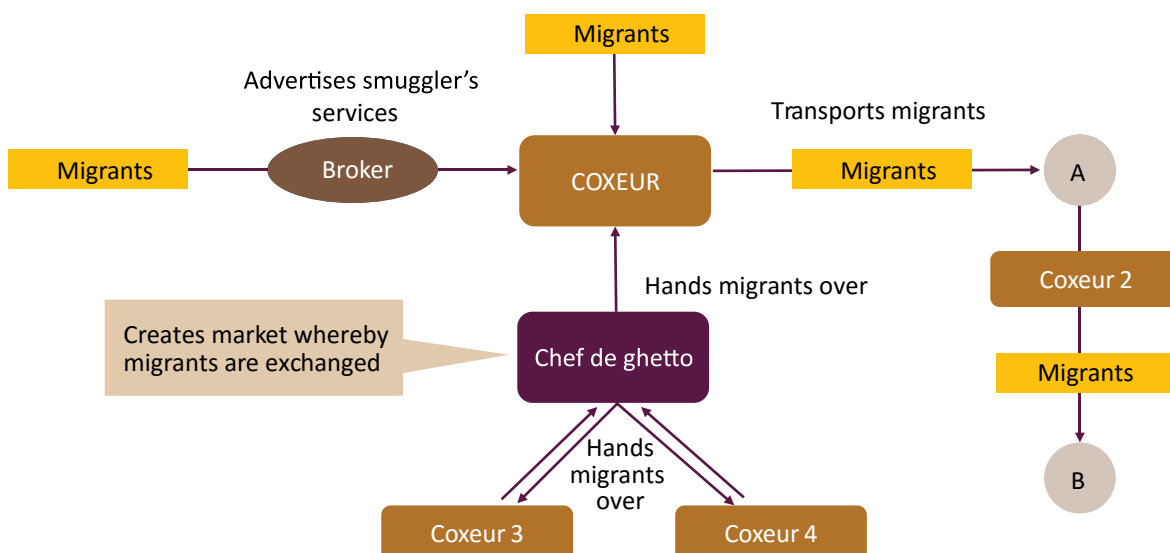 Migrants
Advertises smuggler’s
services
Transports migrants
Migrants
Broker
COXEUR
Migrants
A
Hands migrants over
Coxeur 2
Creates market whereby
migrants are exchanged
Chef de ghetto
Migrants
Hands
migrants
over
B
Coxeur 3
Coxeur 4